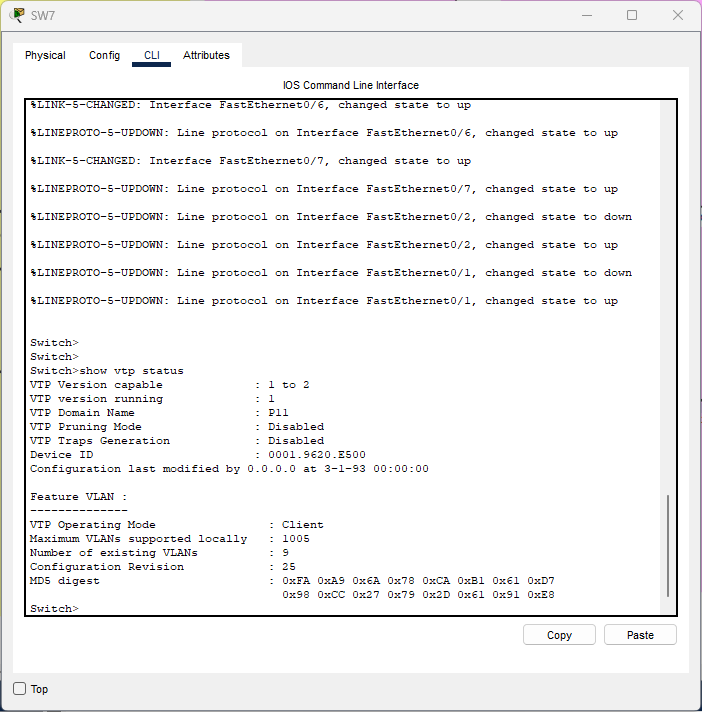 SW7
Physical Config CLI Attributes
IOS Command Line Interface
%LINK-5-CHANGED: Interface FastEthernet0/6, changed state to up
%LINEPROTO-5-UPDOWN: Line protocol on Interface FastEthernet0/6, changed state to up
%LINK-5-CHANGED: Interface FastEthernet0/7, changed state to up
%LINEPROTO-5-UPDOWN: Line protocol on Interface FastEthernet0/7, changed state to up
%LINEPROTO-5-UPDOWN: Line protocol on Interface FastEthernet0/2, changed state to down
%LINEPROTO-5-UPDOWN: Line protocol on Interface FastEthernet0/2, changed state to up
%LINEPROTO-5-UPDOWN: Line protocol on Interface FastEthernet0/1, changed state to down
%LINEPROTO-5-UPDOWN: Line protocol on Interface FastEthernet0/1, changed state to up
Switch>
Switch>
Switch>show vtp status
VTP Version capable : 1 to 2
VTP version running : 1
VTP Domain Name : P11
VTP Pruning Mode : Disabled
VTP Traps Generation : Disabled
Device ID : 0001.9620.E500
Configuration last modified by 0.0.0.0 at 3-1-93 00:00:00
Feature VLAN :
--------------
VTP Operating Mode : Client
Maximum VLANs supported locally : 1005
Number of existing VLANs : 9
Configuration Revision : 25
MD5 digest : 0xFA 0xA9 0x6A 0x78 0xCA 0xB1 0x61 0xD7
0x98 0xCC 0x27 0x79 0x2D 0x61 0x91 0xE8
Switch>
Copy Paste
Top